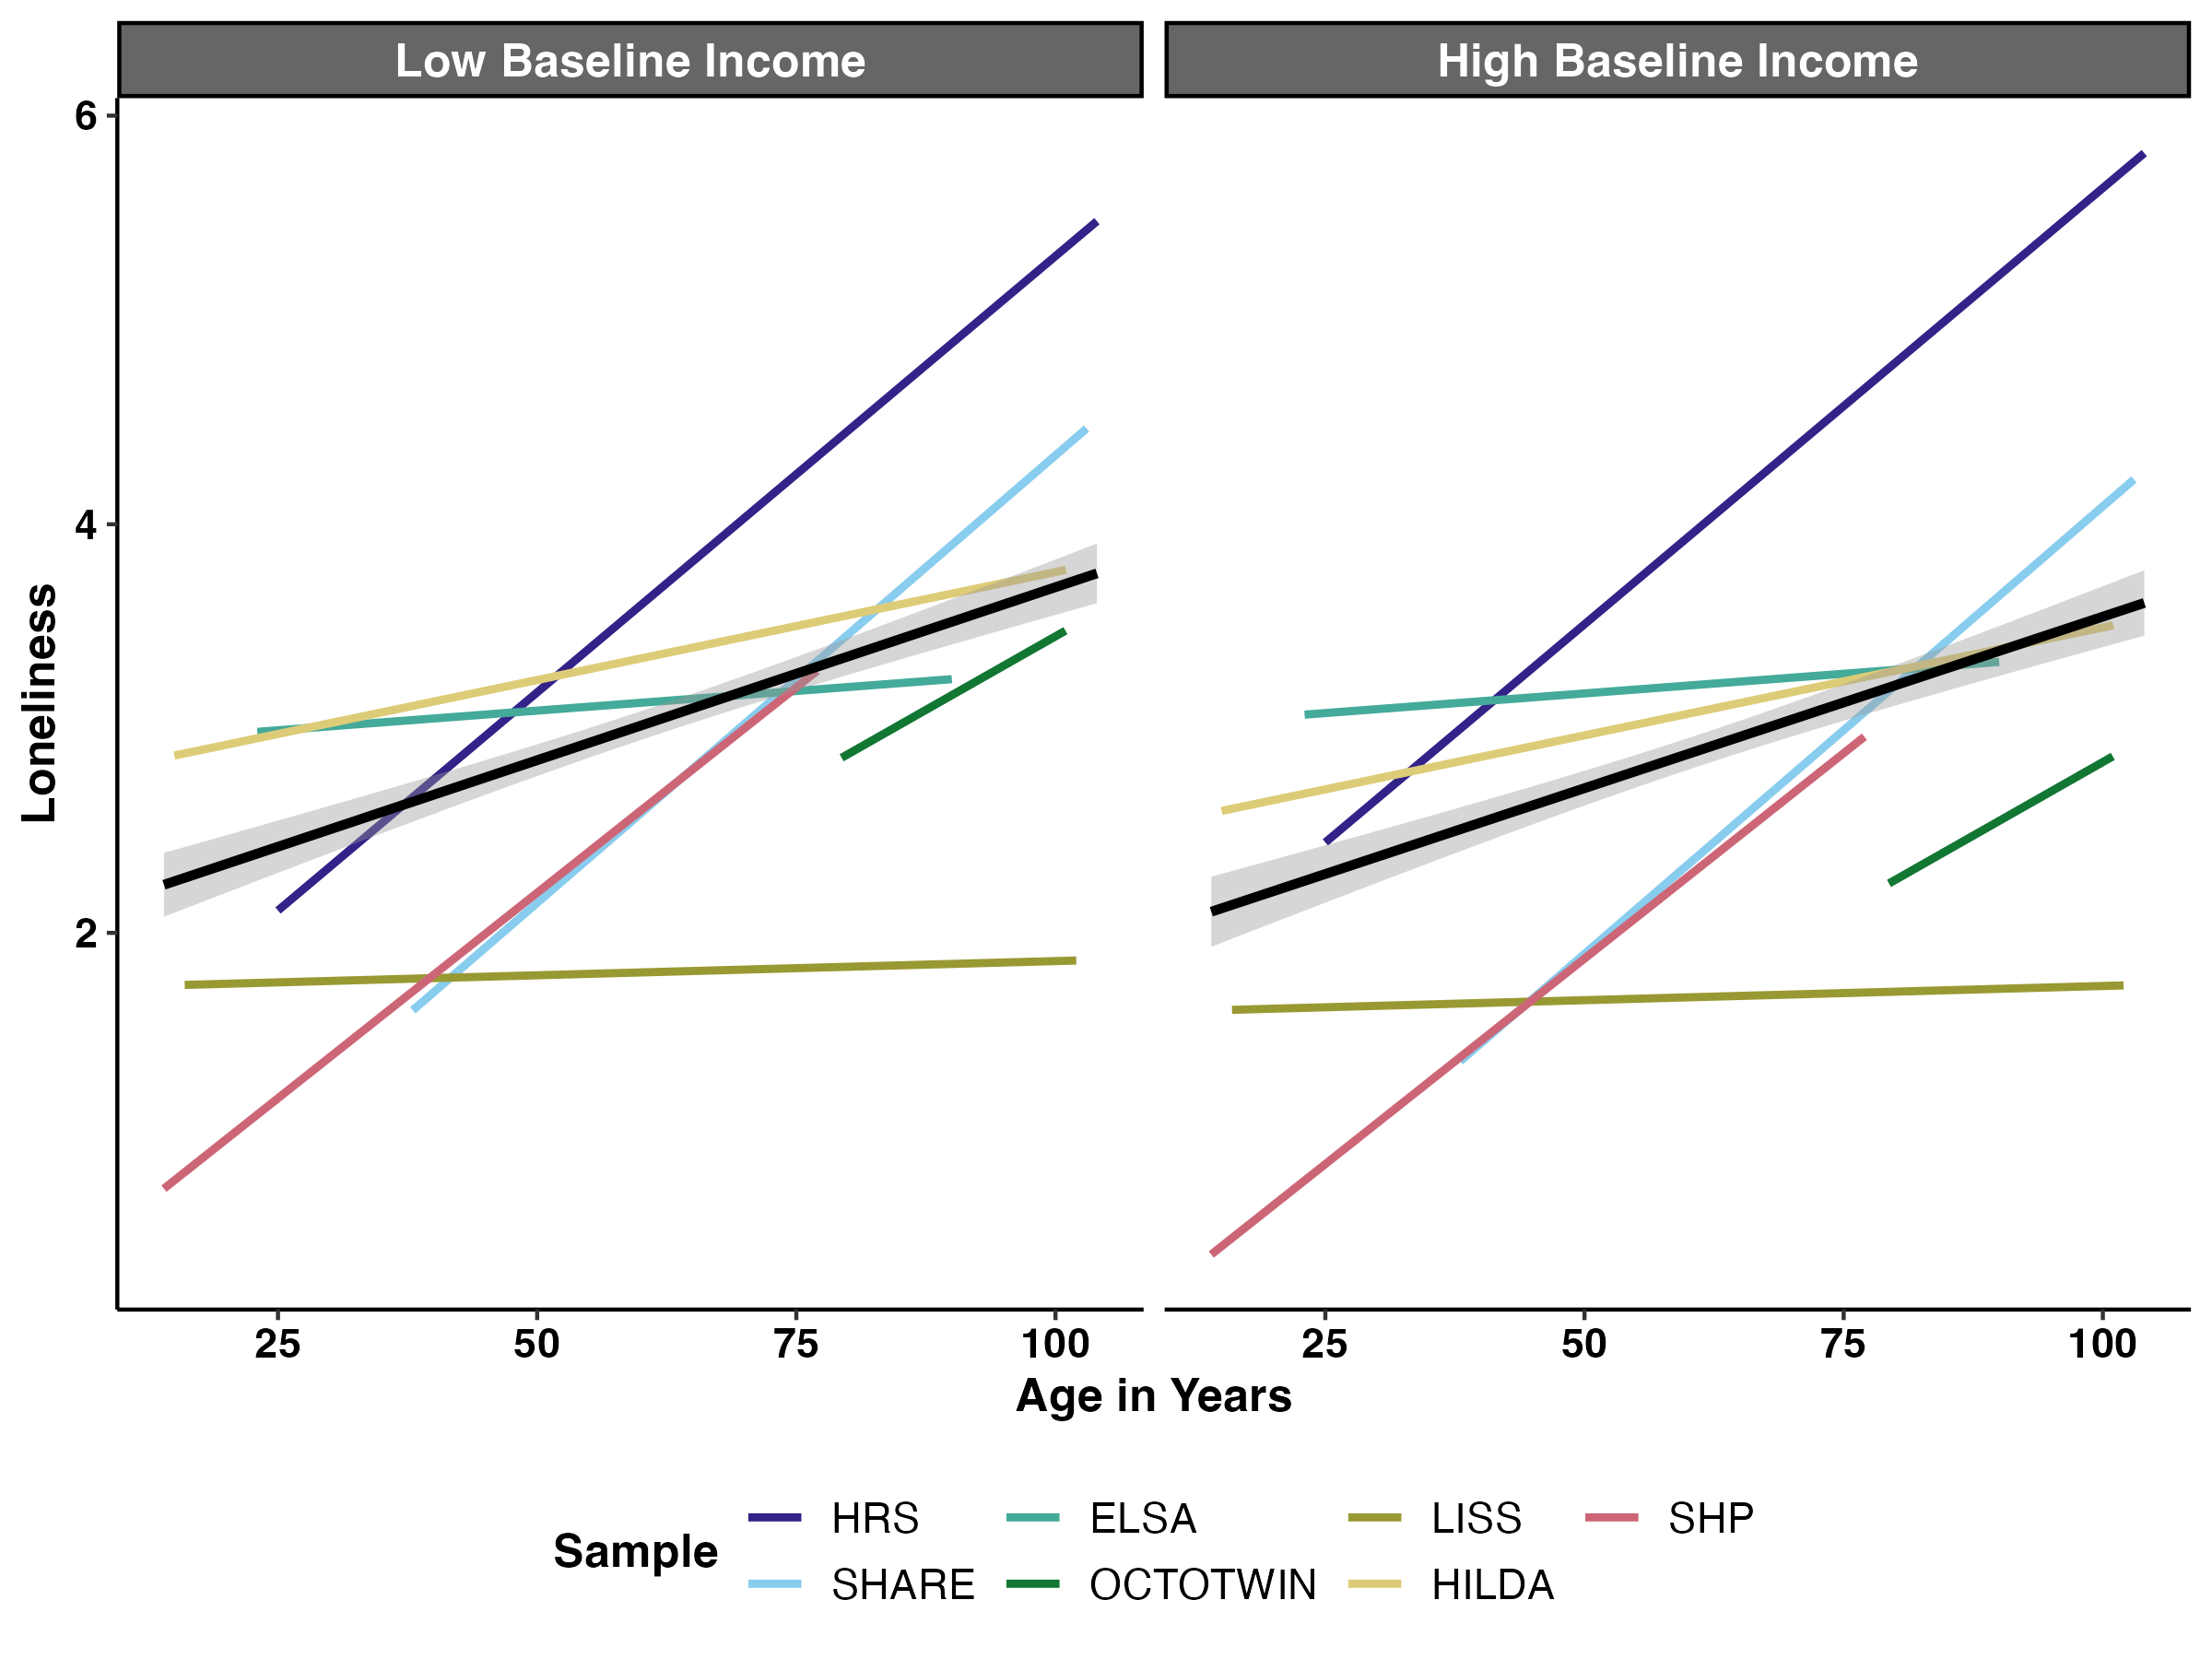 Low Baseline Income
High Baseline Income
6
4
2
Loneliness
25 50 75 100
25 50 75 100
Age in Years
Sample
HRS ELSA LISS SHP
SHARE OCTOTWIN HILDA